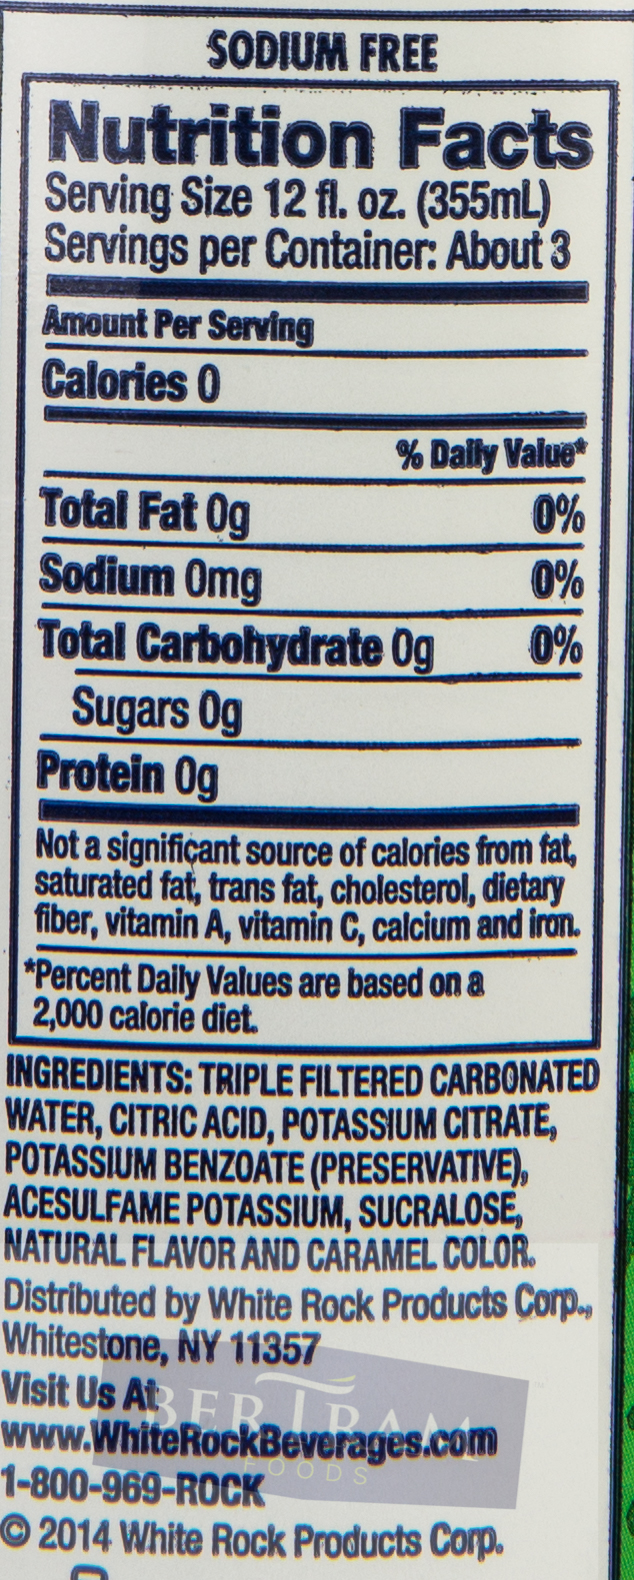 SODIUM FREE
Nutrition Facts
Serving Size 12 fl. oz. (355mL)
Servings per Container: About 3
Amount Per Serving
Calories 0
% Daily Value*
Total Fat 0g 0%
Sodium 0mg 0%
Total Carbohydrate 0g 0%
Sugars 0g
Protein 0g
Not a significant source of calories from fat,
saturated fat, trans fat, cholesterol, dietary
fiber, vitamin A, vitamin C, calcium and iron.
*Percent Daily Values are based on a
2,000 calorie diet.
INGREDIENTS: TRIPLE FILTERED CARBONATED
WATER, CITRIC ACID, POTASSIUM CITRATE,
POTASSIUM BENZOATE (PRESERVATIVE),
ACESULFAME POTASSIUM, SUCRALOSE,
NATURAL FLAVOR AND CARAMEL COLOR.
Distributed by White Rock Products Corp.,
Whitestone, NY 11357
Visit Us At
BERTRAM
www.WhiteRockBeverages.com
FOODS
1-800-969-ROCK
© 2014 White Rock Products Corp.